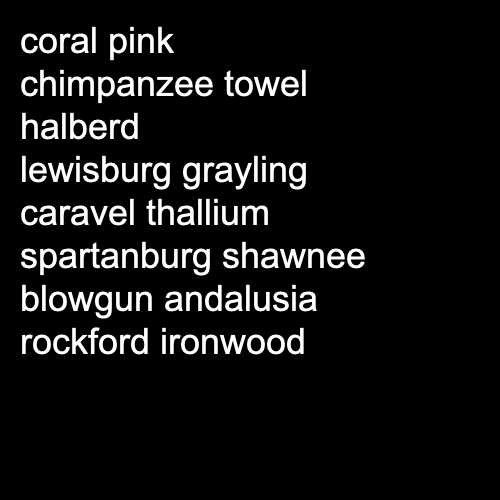 coral pink
chimpanzee towel
halberd
lewisburg grayling
caravel thallium
spartanburg shawnee
blowgun andalusia
rockford ironwood